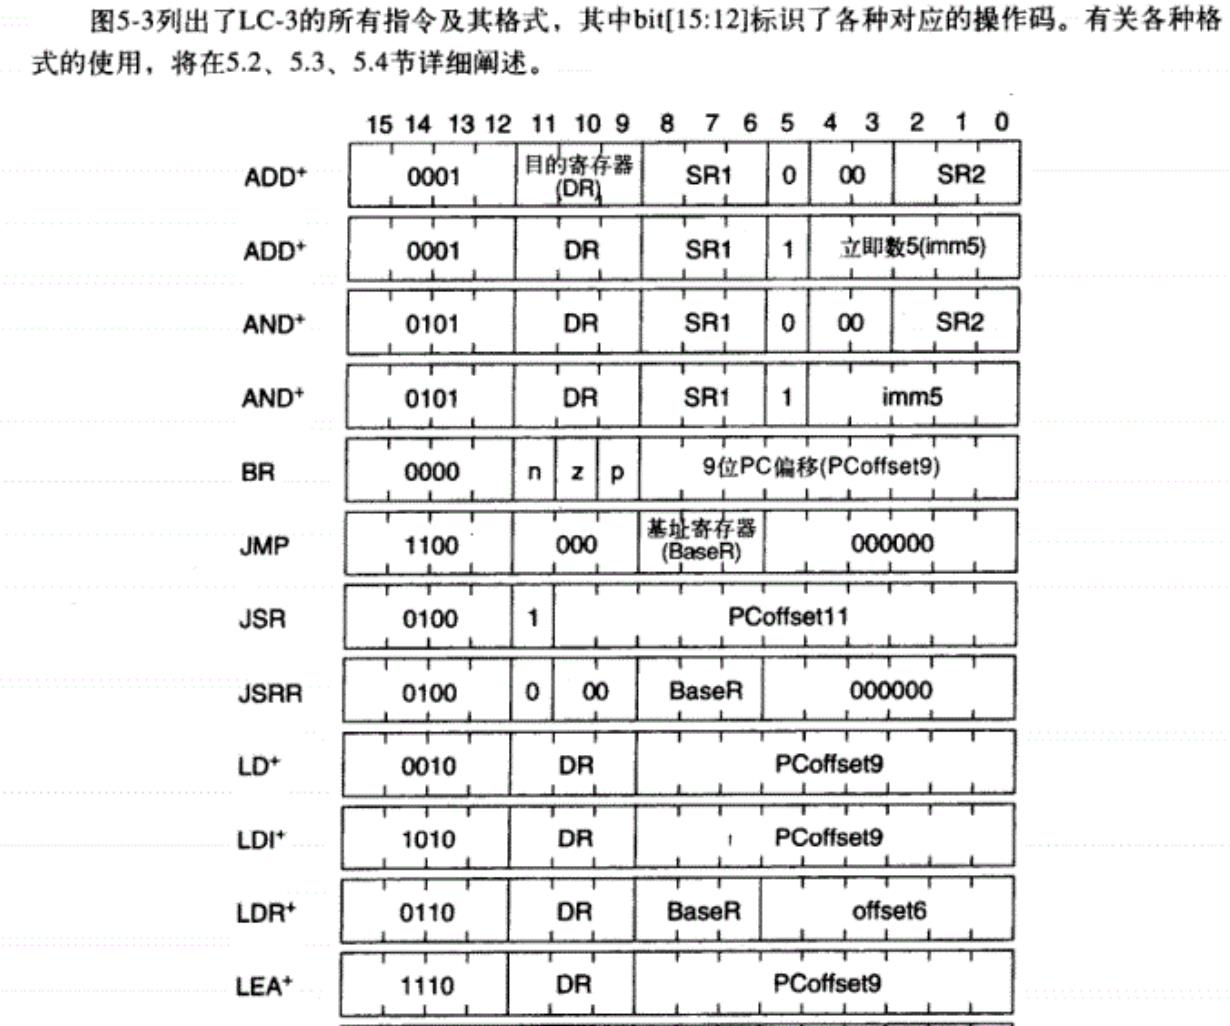 图5-3列出了LC-3的所有指令及其格式，其中bit[15:12]标识了各种对应的操作码。有关各种格
式的使用，将在5.2、5.3、5.4节详细阐述。
15 14 13 12 11 10 9 8 7 6 5 4 3 2 1 0
ADD+ 0001 目的寄存器(DR) SR1 0 00 SR2
ADD+ 0001 DR SR1 1 立即数5(imm5)
AND+ 0101 DR SR1 0 00 SR2
AND+ 0101 DR SR1 1 imm5
BR 0000 n z p 9位PC偏移(PCoffset9)
JMP 1100 000 基址寄存器(BaseR) 000000
JSR 0100 1 PCoffset11
JSRR 0100 0 00 BaseR 000000
LD+ 0010 DR PCoffset9
LDI+ 1010 DR PCoffset9
LDR+ 0110 DR BaseR offset6
LEA+ 1110 DR PCoffset9